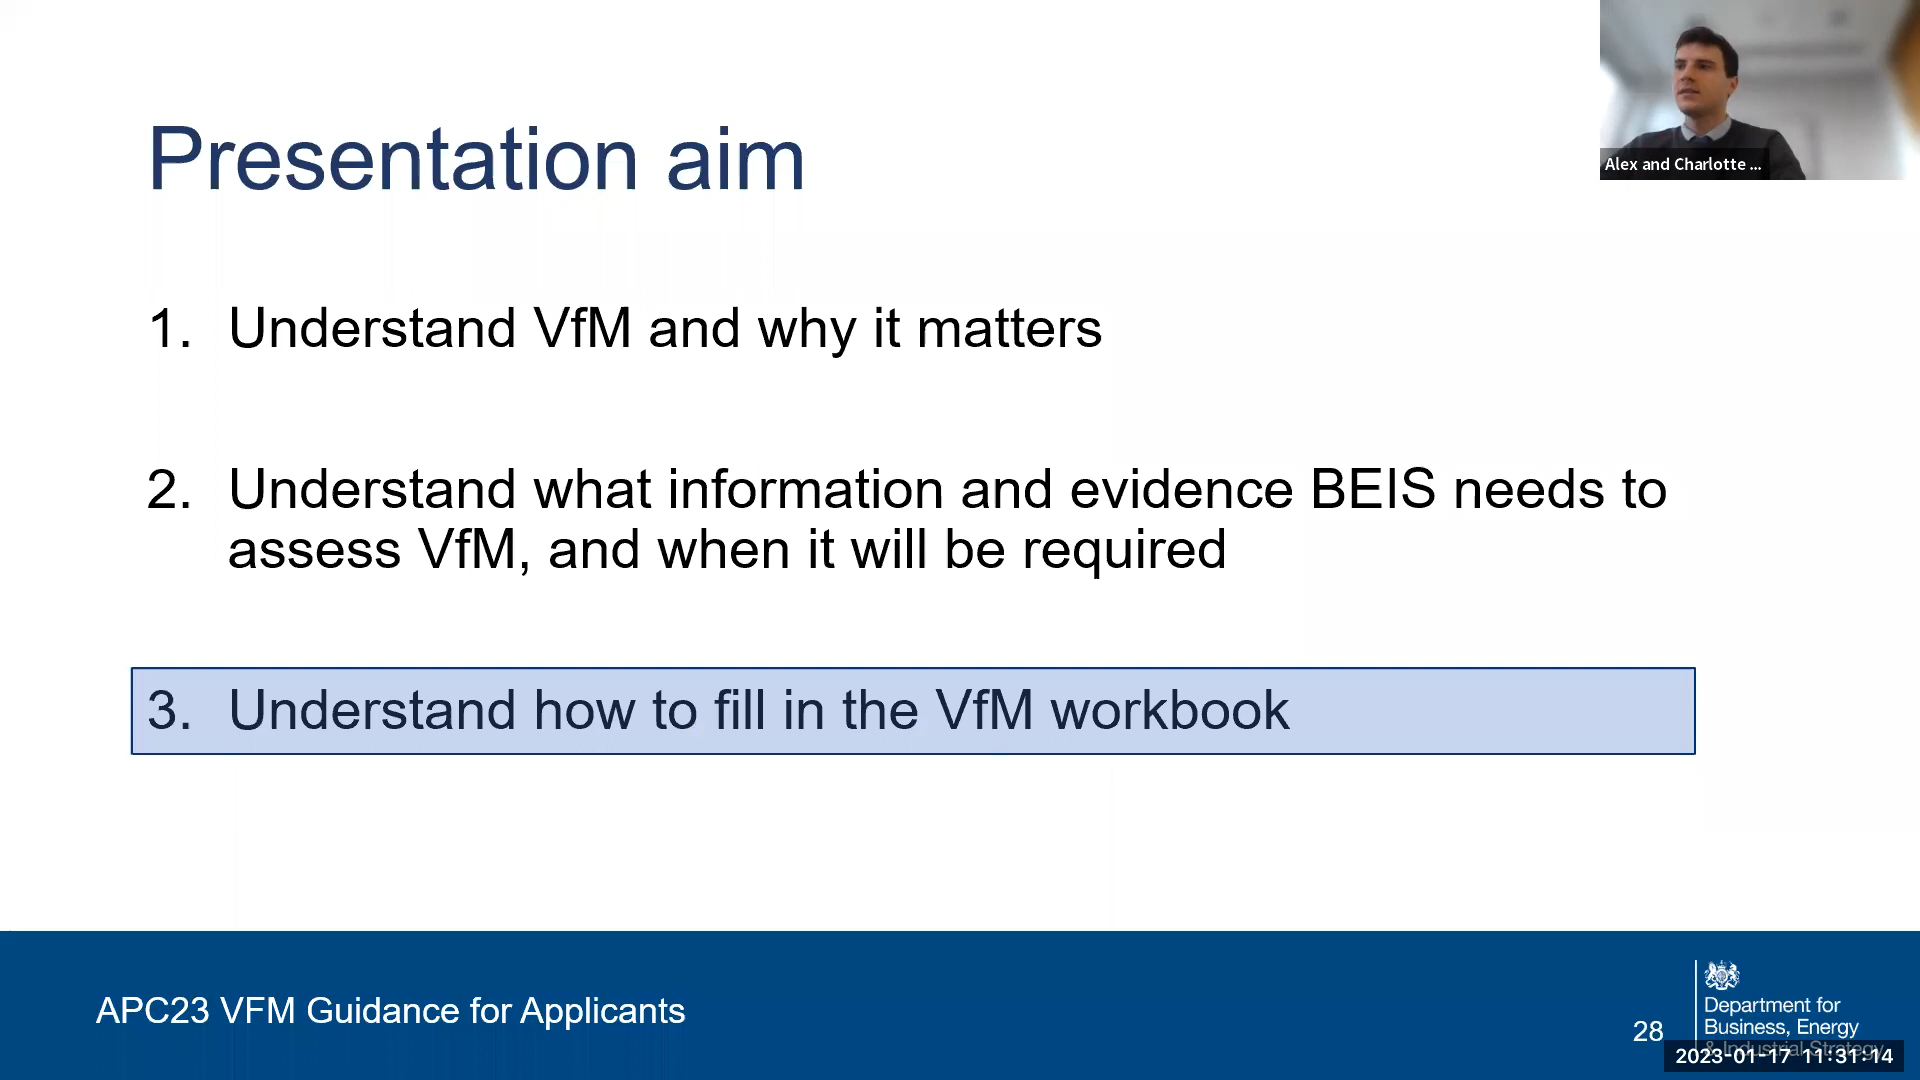 Alex and Charlotte ...
Presentation aim
1. Understand VfM and why it matters
2. Understand what information and evidence BEIS needs to
assess VfM, and when it will be required
3. Understand how to fill in the VfM workbook
APC23 VFM Guidance for Applicants
28
Department for
Business, Energy
& Industrial Strategy
2023-01-17 11:31:14